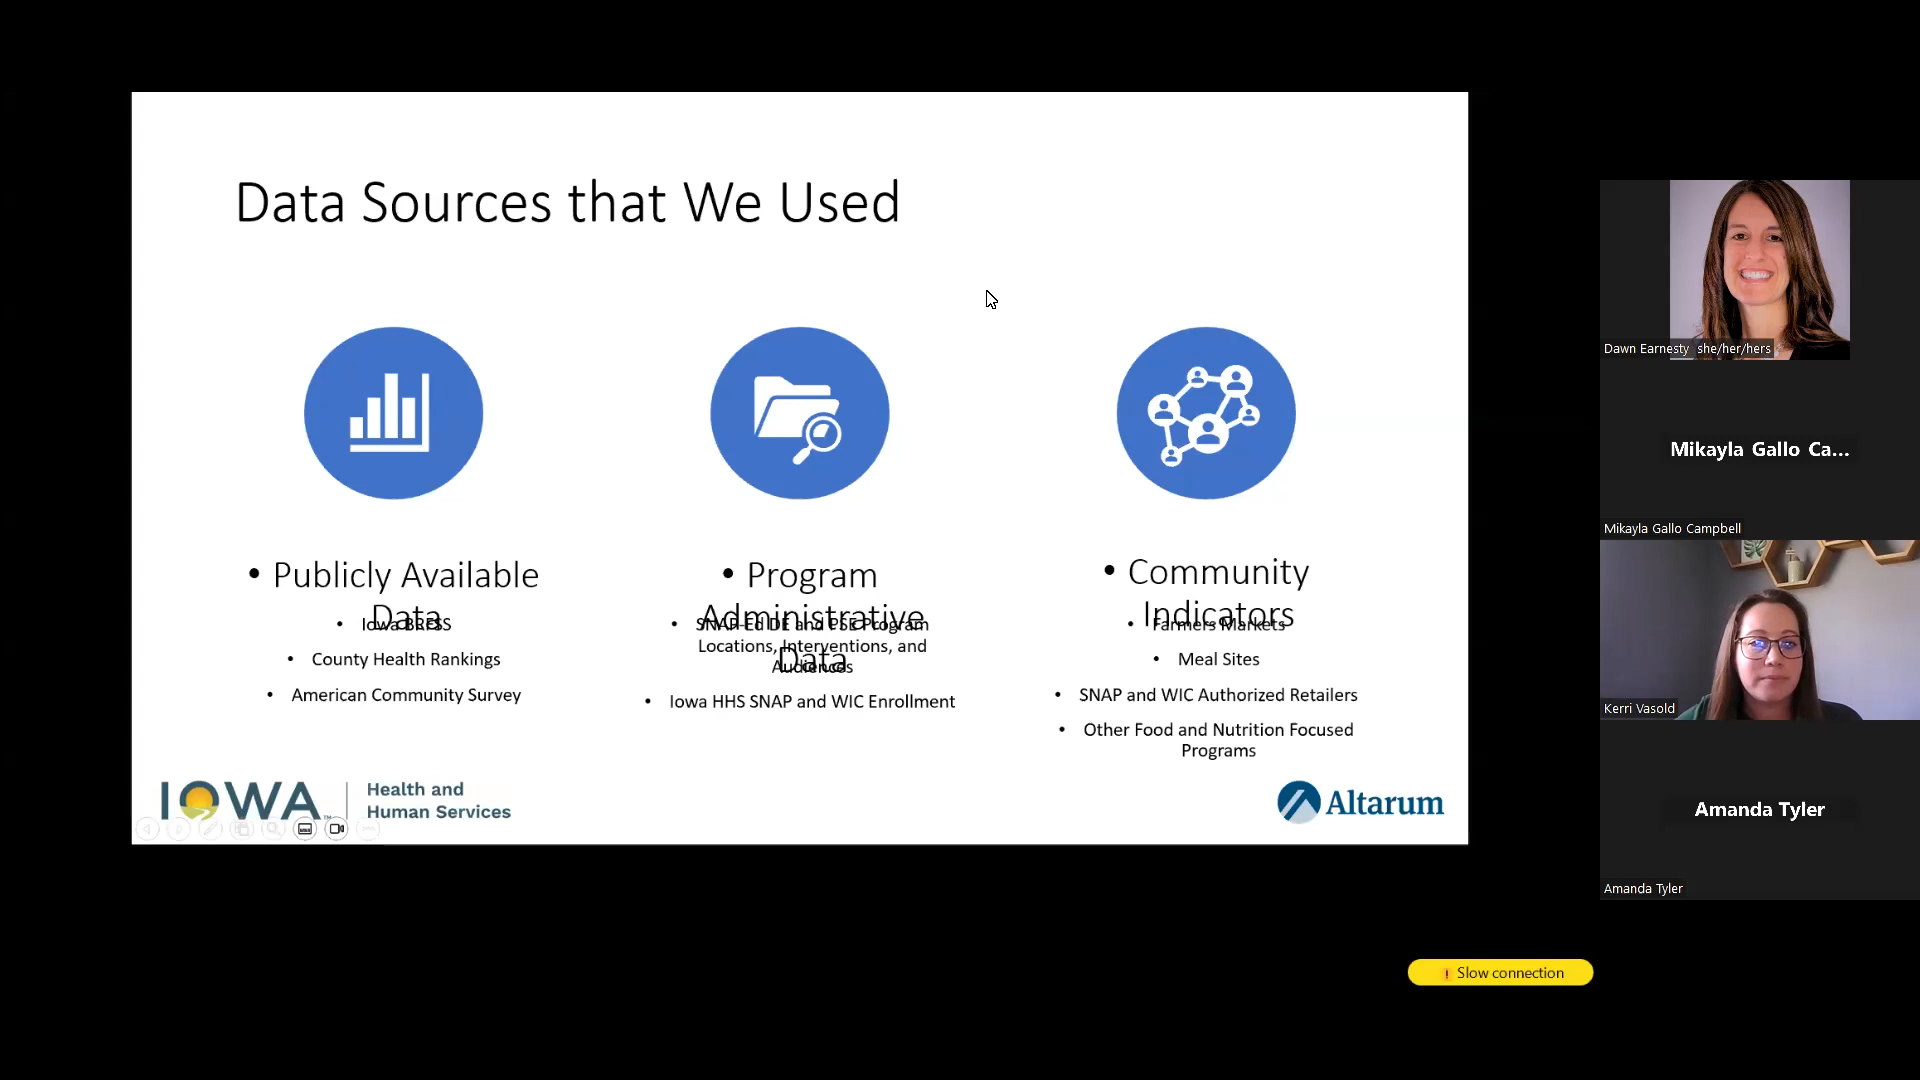 Data Sources that We Used
• Publicly Available
Data
• Iowa BRFSS
• County Health Rankings
• American Community Survey
• Program
Administrative
Data
• SNAP-Ed DE and PSE Program
Locations, Interventions, and
Audiences
• Iowa HHS SNAP and WIC Enrollment
• Community
Indicators
• Farmers Markets
• Meal Sites
• SNAP and WIC Authorized Retailers
• Other Food and Nutrition Focused
Programs
IOWA™
Health and
Human Services
Altarum
Dawn Earnesty she/her/hers
Mikayla Gallo Ca...
Mikayla Gallo Campbell
Kerri Vasold
Amanda Tyler
Amanda Tyler
! Slow connection